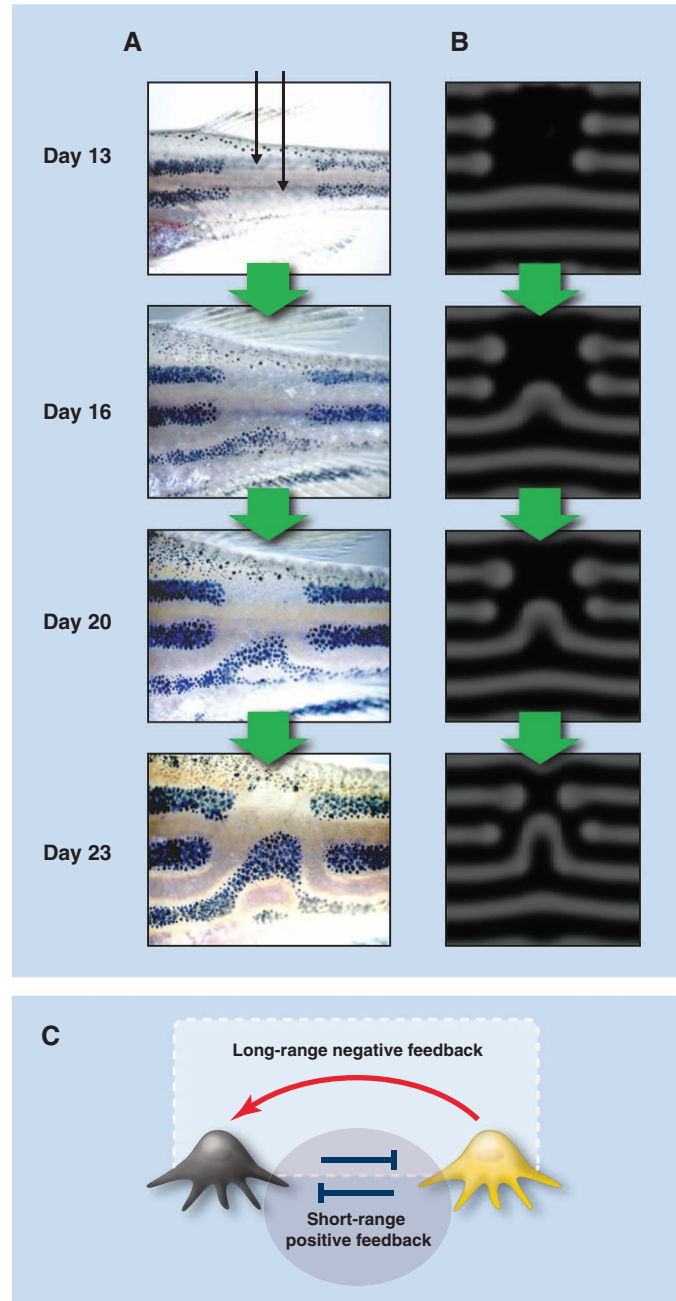 A
B
Day 13
Day 16
Day 20
Day 23
C
Long-range negative feedback
Short-range
positive feedback